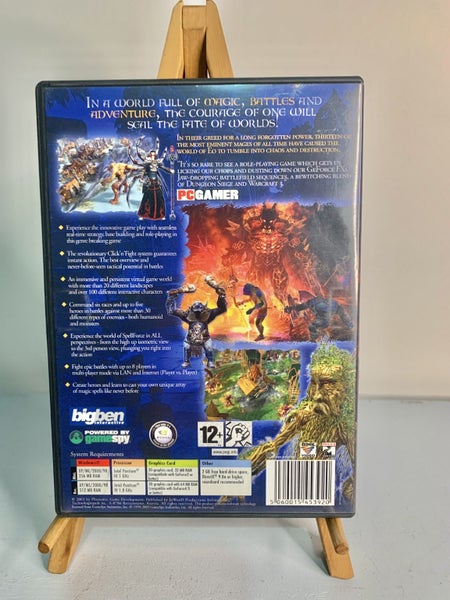 IN A WORLD FULL OF MAGIC, BATTLES AND
ADVENTURE, THE COURAGE OF ONE WILL
SEAL THE FATE OF WORLDS.
IN THEIR GREED FOR A LONG FORGOTTEN POWER, THIRTEEN OF
THE MOST EMINENT MAGES OF ALL TIME HAVE CAUSED THE
WORLD OF EO TO TUMBLE INTO CHAOS AND DESTRUCTION.
"IT'S SO RARE TO SEE A ROLE-PLAYING GAME WHICH GETS US
LICKING OUR CHOPS AND DUSTING DOWN OUR GEFORCE FX.
JAW-DROPPING BATTLEFIELD SEQUENCES, A BEWITCHING BLEND
OF DUNGEON SIEGE AND WARCRAFT 3.
PCGAMER
Experience the innovative game play with seamless
real-time strategy, base building and role-playing in
this genre breaking game
The revolutionary Click'n'Fight system guarantees
instant action. The best overview and
never-before-seen tactical potential in battles
An immersive and persistent virtual game world
with more than 20 different landscapes
and over 100 different interactive characters
Command six races and up to five
heroes in battles against more than 30
different types of enemies - both humanoid
and monsters
Experience the world of SpellForce in ALL
perspectives - from the high up isometric view
to the 3rd person view, plunging you right into
the action
Fight epic battles with up to 8 players in
multi-player mode via LAN and Internet (Player vs. Player)
Create heroes and learn to cast your own unique array
of magic spells like never before
bigben
interactive
POWERED BY
gamespy
12+
www.pegi.info
System Requirements
Windows® Processor Graphics Card Other
5060015453920